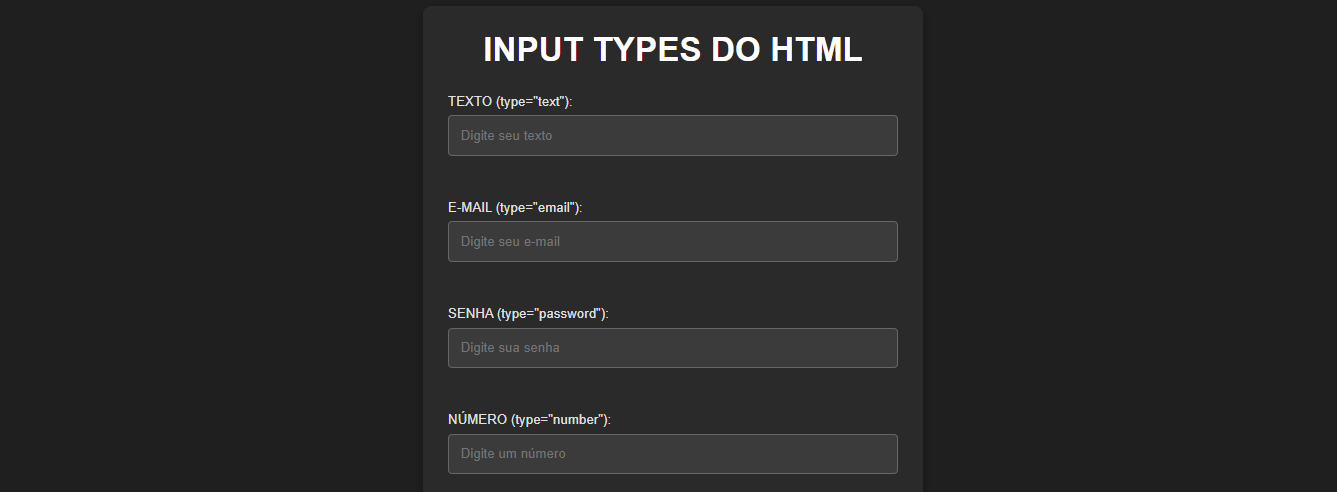 INPUT TYPES DO HTML
TEXTO (type="text"):
Digite seu texto
E-MAIL (type="email"):
Digite seu e-mail
SENHA (type="password"):
Digite sua senha
NÚMERO (type="number"):
Digite um número